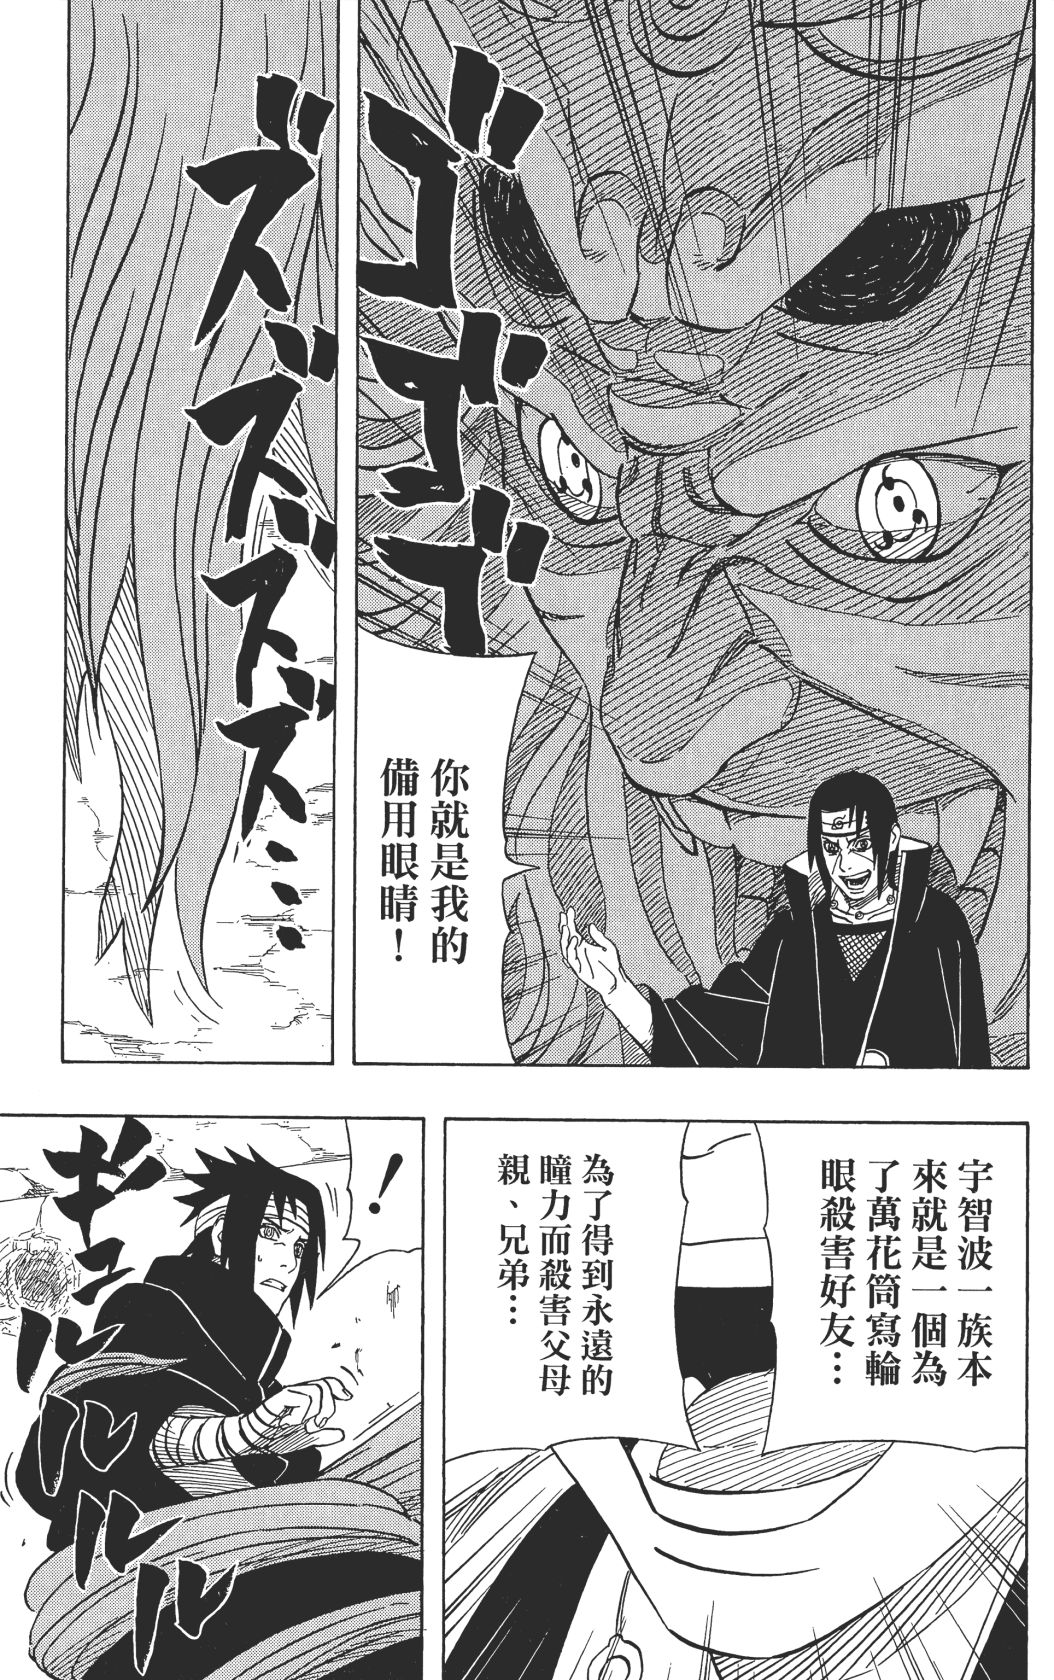 ゴゴゴ
你就是我的
備用眼睛！
ズズズズズ…
宇智波一族本
來就是一個為
了萬花筒寫輪
眼殺害好友…
為了得到永遠的
瞳力而殺害父母
親、兄弟…
！
ギュルルルルル